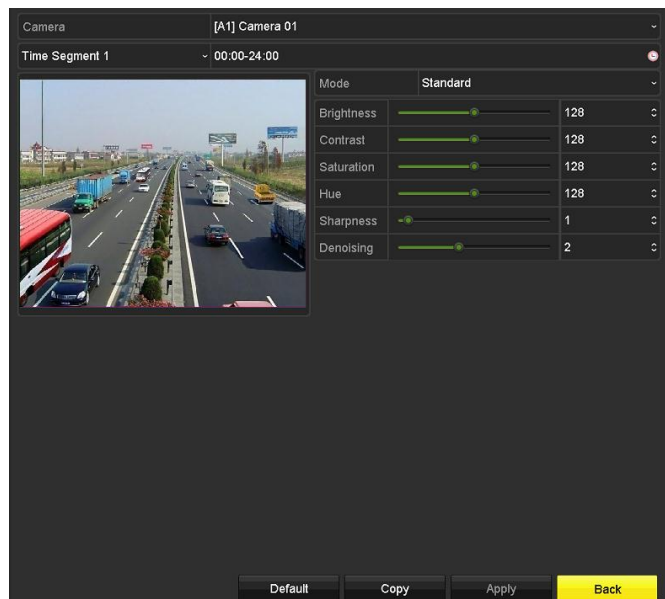 Camera [A1] Camera 01
Time Segment 1 00:00-24:00
Mode Standard
Brightness 128
Contrast 128
Saturation 128
Hue 128
Sharpness 1
Denoising 2
Default Copy Apply Back